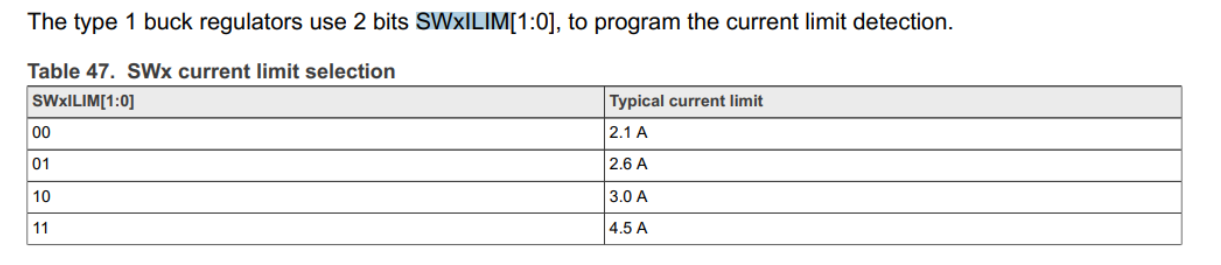 The type 1 buck regulators use 2 bits SWxILIM[1:0], to program the current limit detection.
Table 47. SWx current limit selection
SWxILIM[1:0] Typical current limit
00 2.1 A
01 2.6 A
10 3.0 A
11 4.5 A